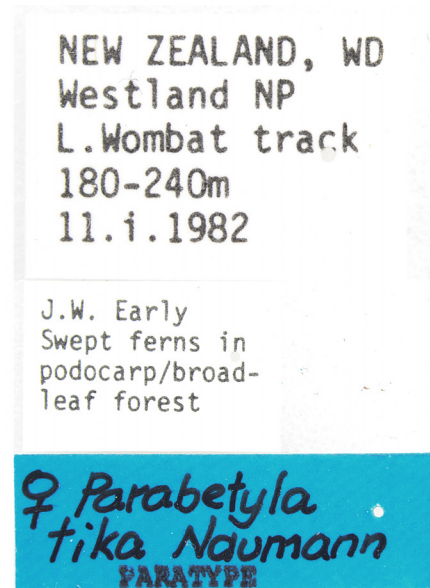 NEW ZEALAND, WD
Westland NP
L.Wombat track
180-240m
11.i.1982
J.W. Early
Swept ferns in
podocarp/broad-
leaf forest
♀ Parabetyla
tika Naumann
PARATYPE